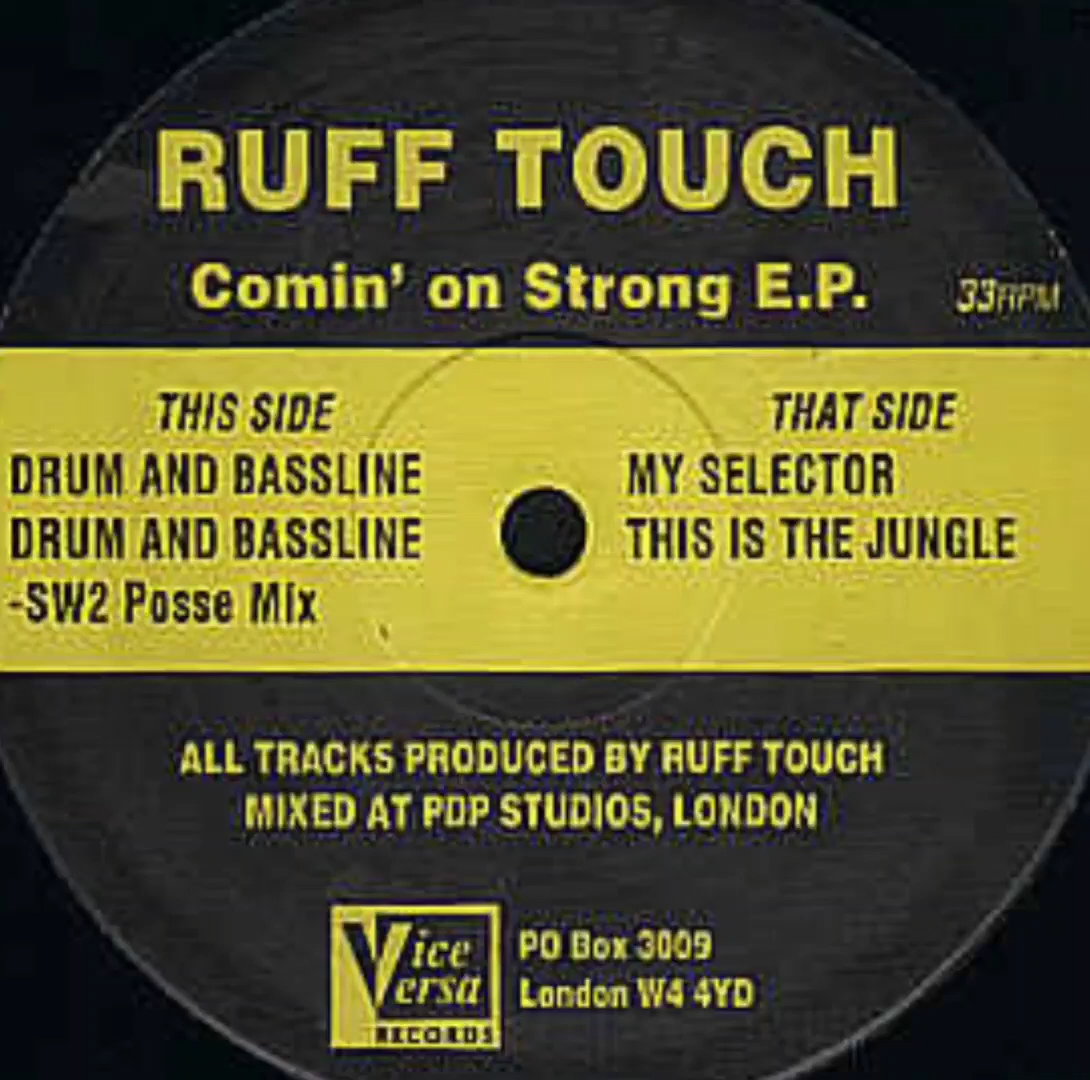 RUFF TOUCH
Comin' on Strong E.P.
33RPM
THIS SIDE
DRUM AND BASSLINE
DRUM AND BASSLINE
-SW2 Posse Mix
THAT SIDE
MY SELECTOR
THIS IS THE JUNGLE
ALL TRACKS PRODUCED BY RUFF TOUCH
MIXED AT PDP STUDIOS, LONDON
Vice
Versa
RECORDS
PO Box 3009
London W4 4YD